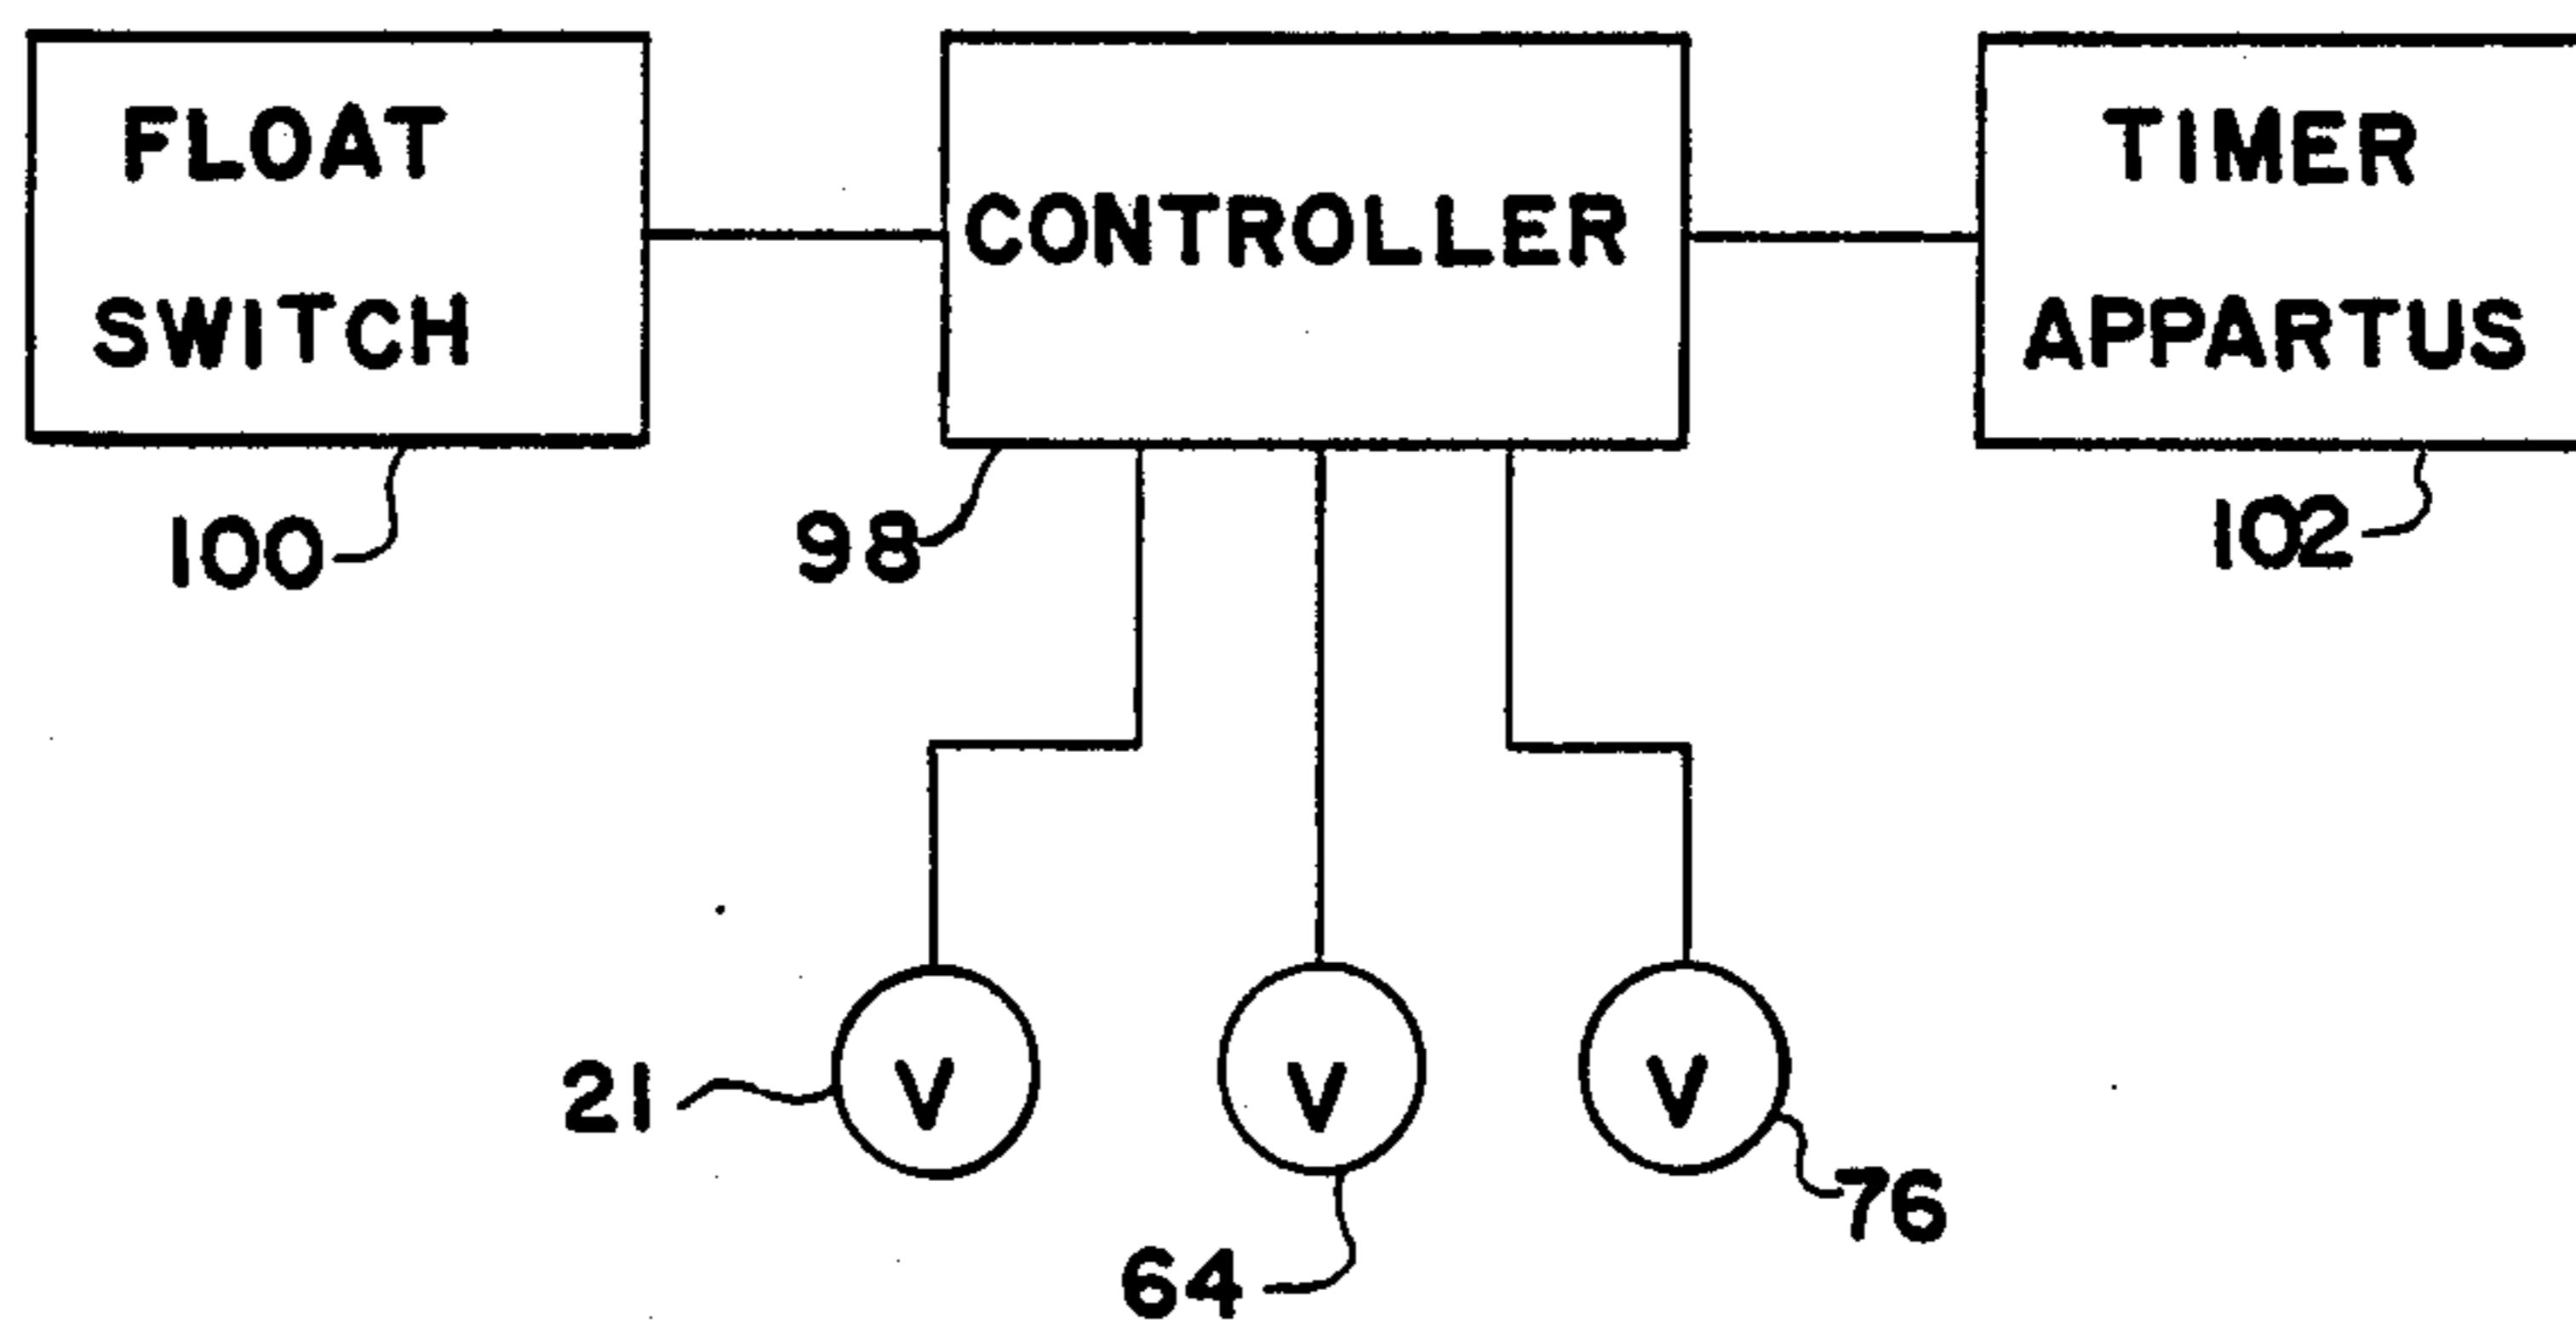 FLOAT
SWITCH
CONTROLLER
TIMER
APPARTUS
100
98
102
V
V
V
21
76
64